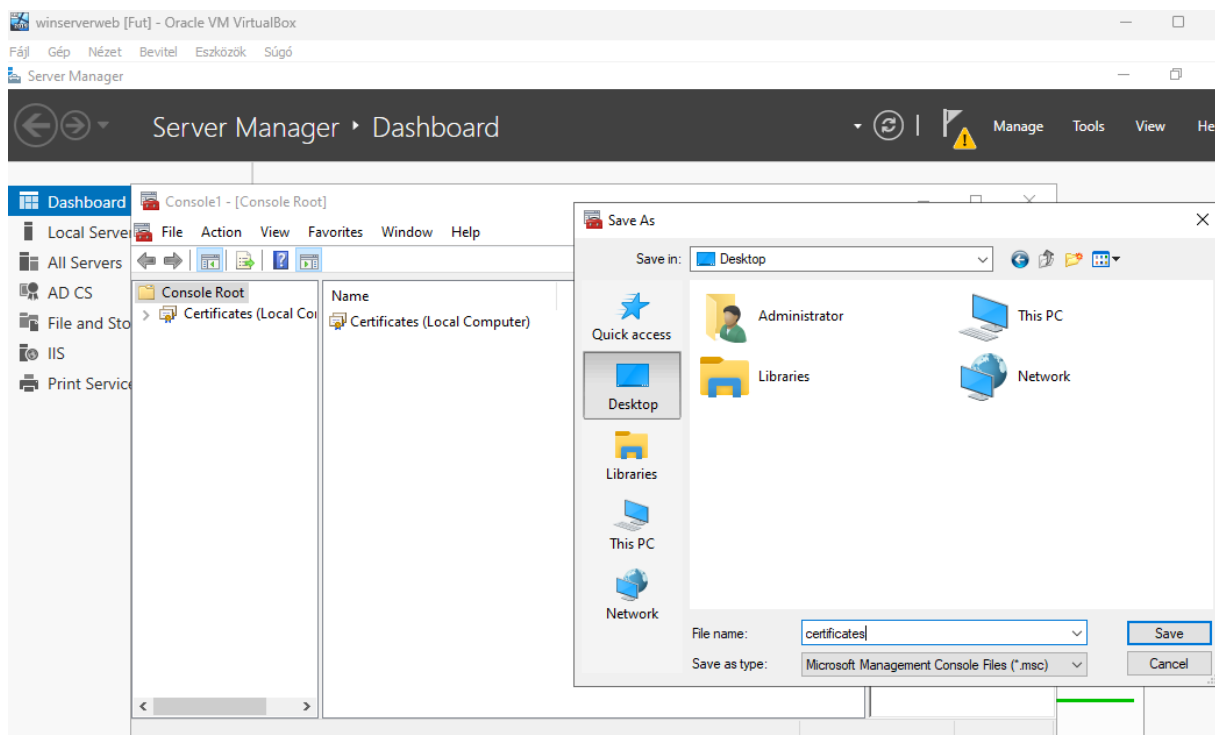 winserverweb [Fut] - Oracle VM VirtualBox
Fájl Gép Nézet Bevitel Eszközök Súgó
Server Manager
Server Manager Dashboard
Manage Tools View He
Dashboard
Local Server
All Servers
AD CS
File and Sto
IIS
Print Service
Console1 - [Console Root]
File Action View Favorites Window Help
Console Root
Certificates (Local Cor
Name
Certificates (Local Computer)
Save As
Save in: Desktop
Quick access
Desktop
Libraries
This PC
Network
Administrator
This PC
Libraries
Network
File name: certificates
Save
Save as type: Microsoft Management Console Files (*.msc)
Cancel